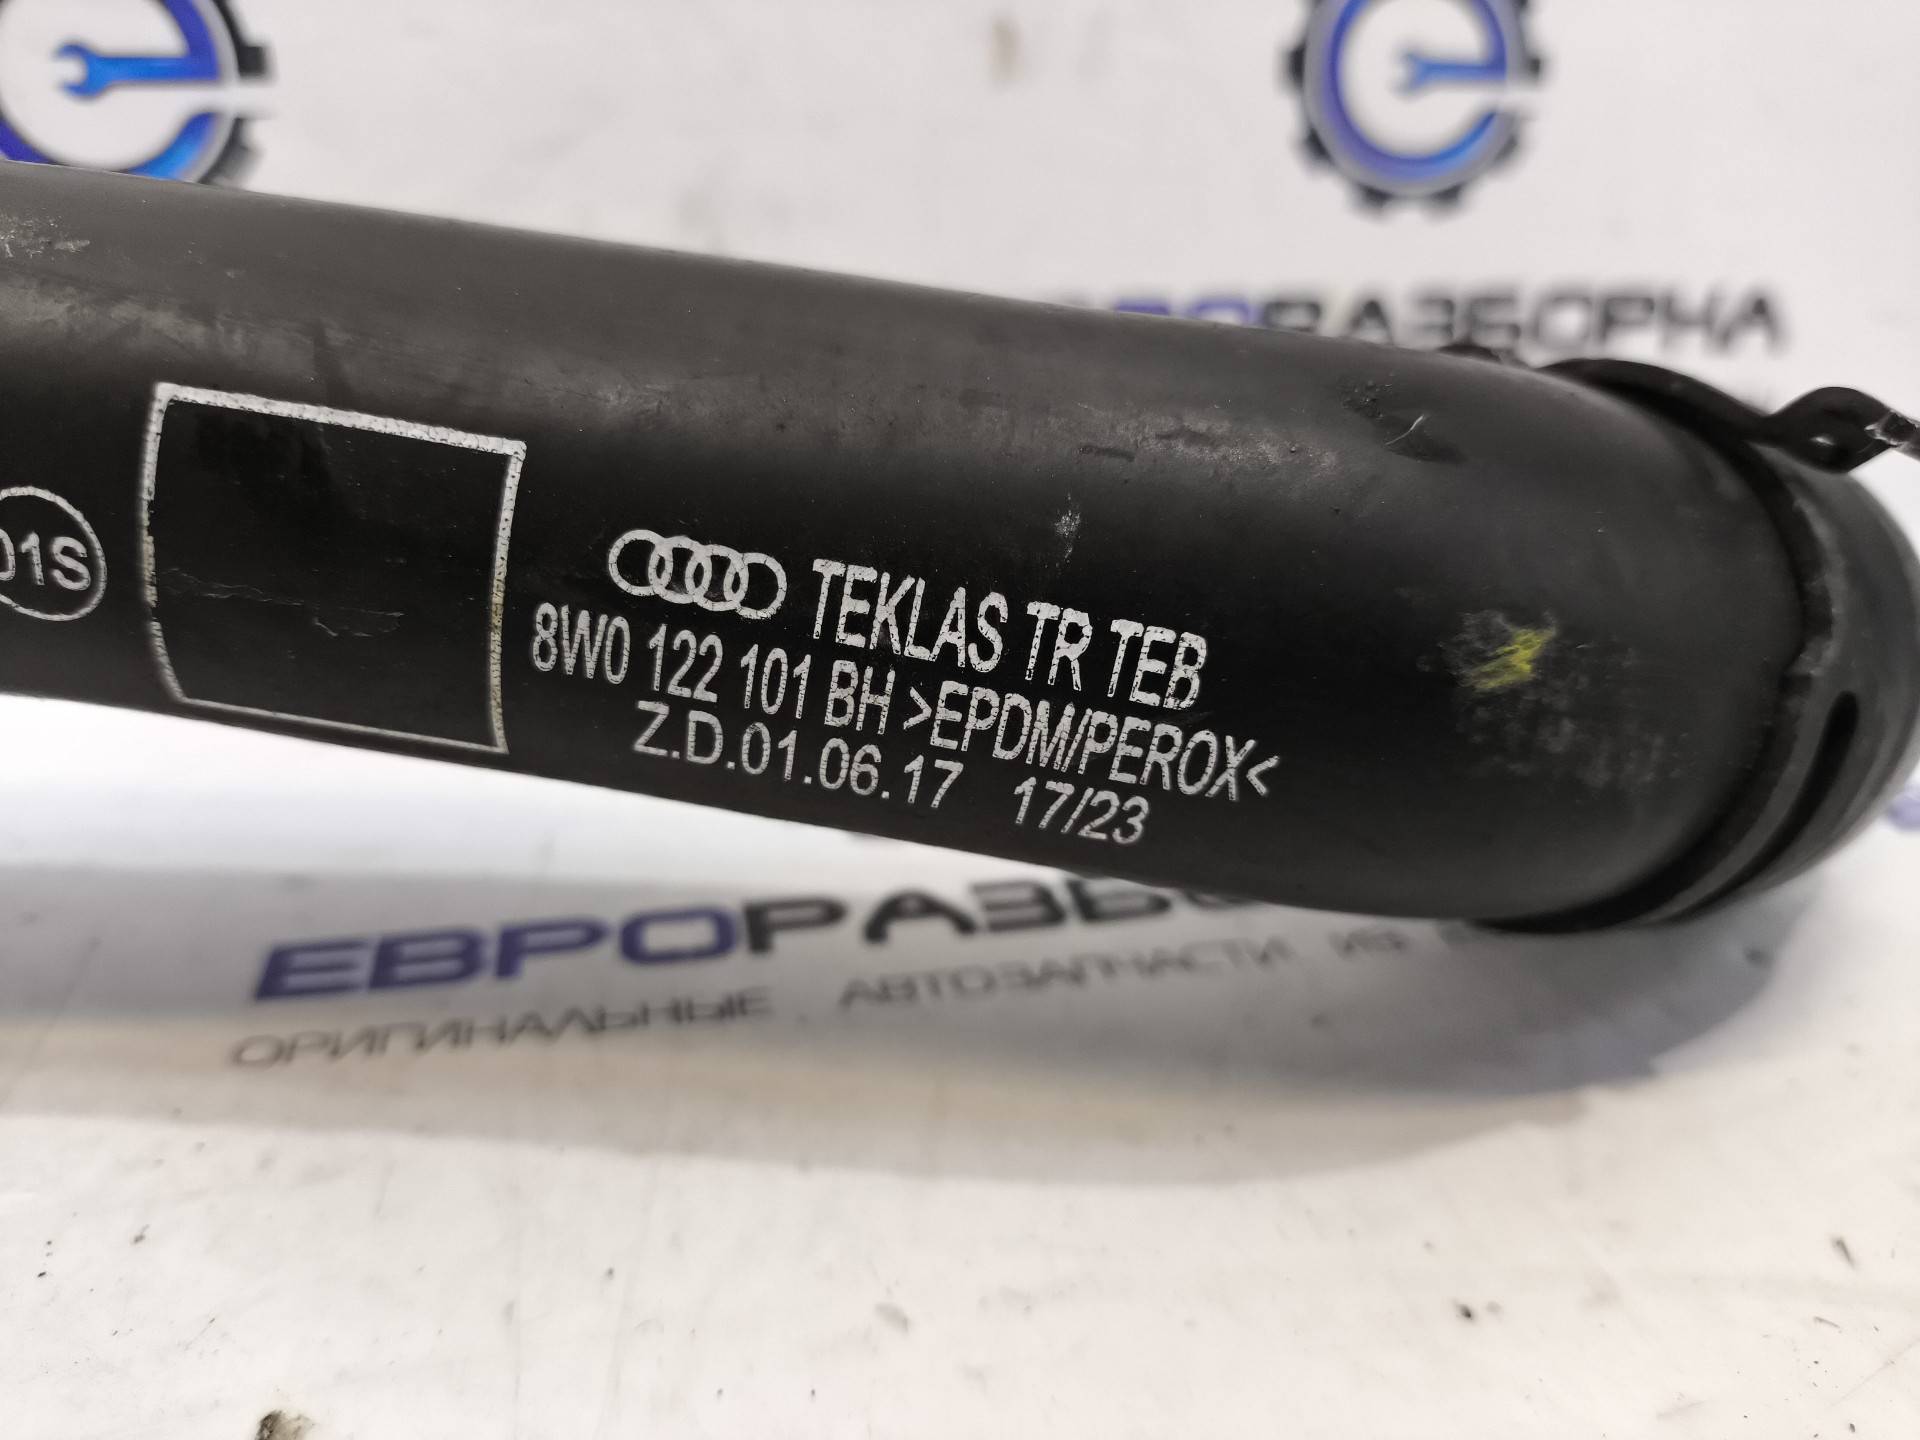 РАЗБОРНА
01S
TEKLAS TR TEB
8W0 122 101 BH >EPDM/PEROX<
Z.D.01.06.17 17/23
ЕВРОРАЗБО
ОРИГИНАЛЬНЫЕ АВТОЗАПЧАСТИ ИЗ